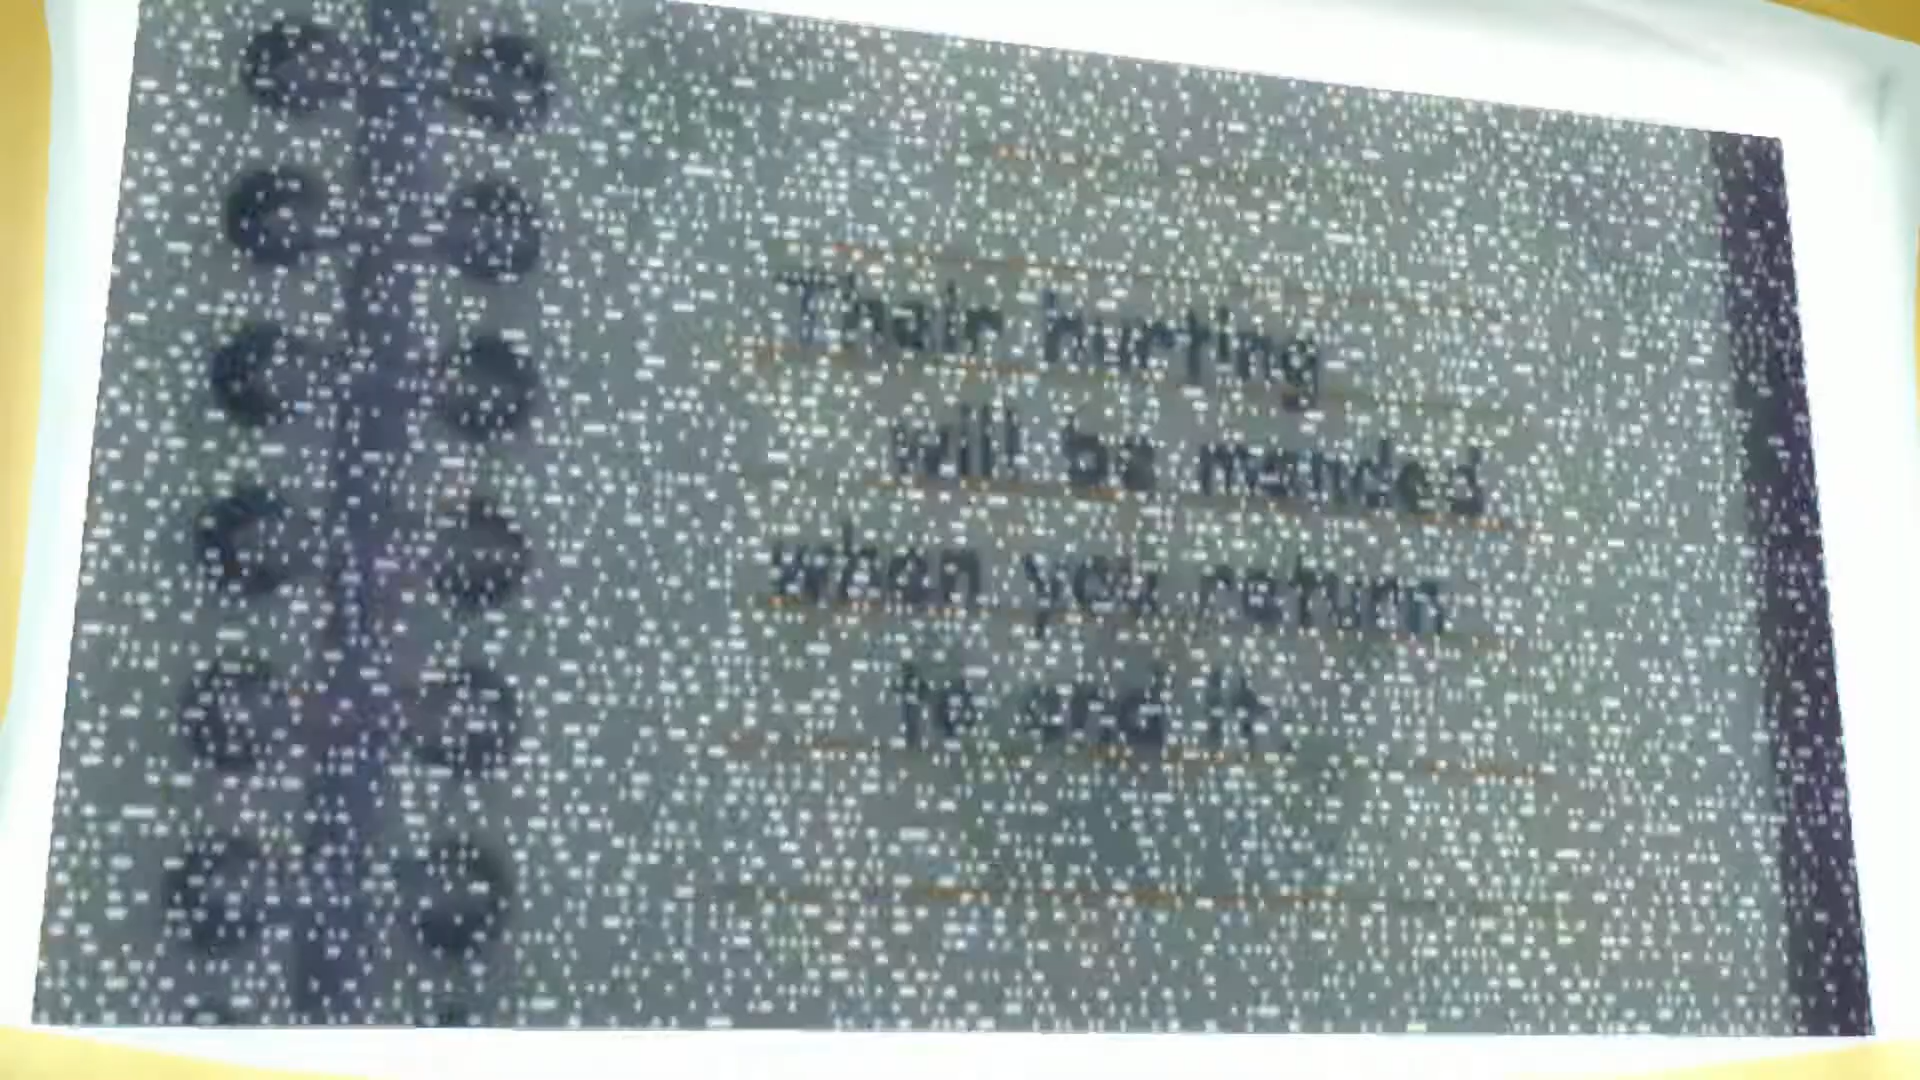 Their hurting
will be mended
when you return
to end it.